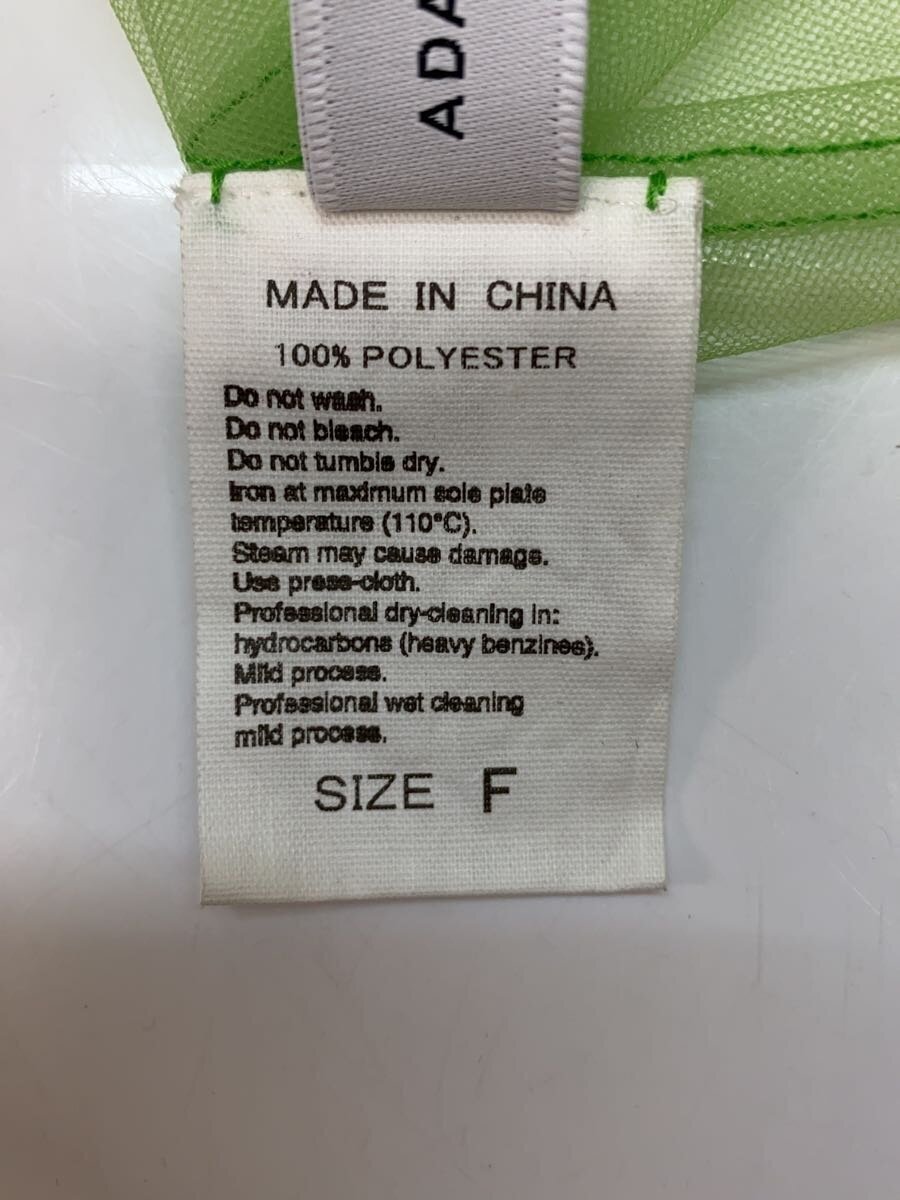 ADA
MADE IN CHINA
100% POLYESTER
Do not wash.
Do not bleach.
Do not tumble dry.
Iron at maximum sole plate
temperature (110°C).
Steam may cause damage.
Use press-cloth.
Professional dry-cleaning in:
hydrocarbons (heavy benzines).
Mild process.
Professional wet cleaning
mild process.
SIZE F